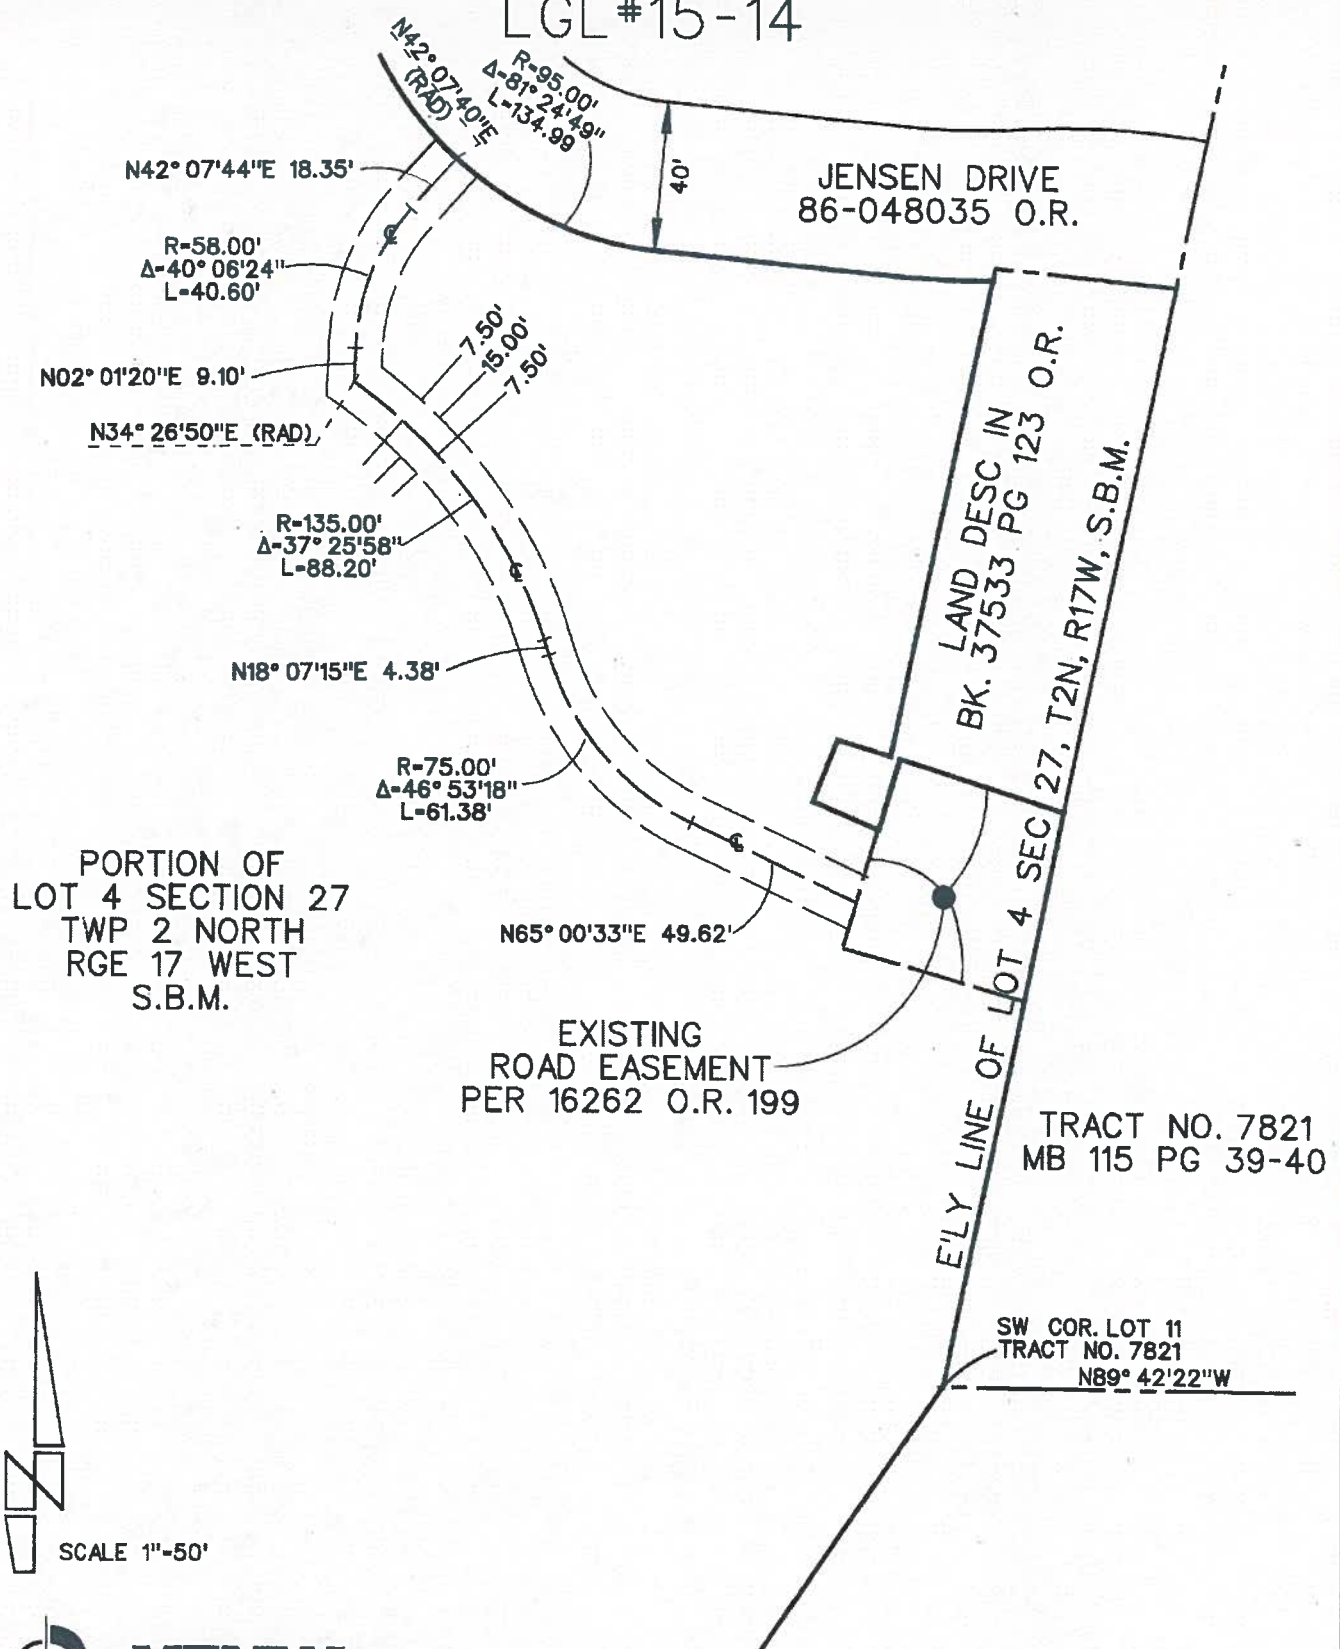 LGL#15-14
N42°07'40"E
(RAD)
R=95.00'
Δ=81°24'49"
L=134.99
40'
JENSEN DRIVE
86-048035 O.R.
N42°07'44"E 18.35'
℄
R=58.00'
Δ=40°06'24"
L=40.60'
7.50'
15.00'
7.50'
N02°01'20"E 9.10'
N34°26'50"E (RAD)
LAND DESC IN
BK. 37533 PG 123 O.R.
R=135.00'
Δ=37°25'58"
L=88.20'
℄
N18°07'15"E 4.38'
R=75.00'
Δ=46°53'18"
L=61.38'
℄
PORTION OF
LOT 4 SECTION 27
TWP 2 NORTH
RGE 17 WEST
S.B.M.
N65°00'33"E 49.62'
E'LY LINE OF LOT 4 SEC 27, T2N, R17W, S.B.M.
EXISTING
ROAD EASEMENT
PER 16262 O.R. 199
TRACT NO. 7821
MB 115 PG 39-40
SW COR. LOT 11
TRACT NO. 7821
N89°42'22"W
N
SCALE 1"=50'